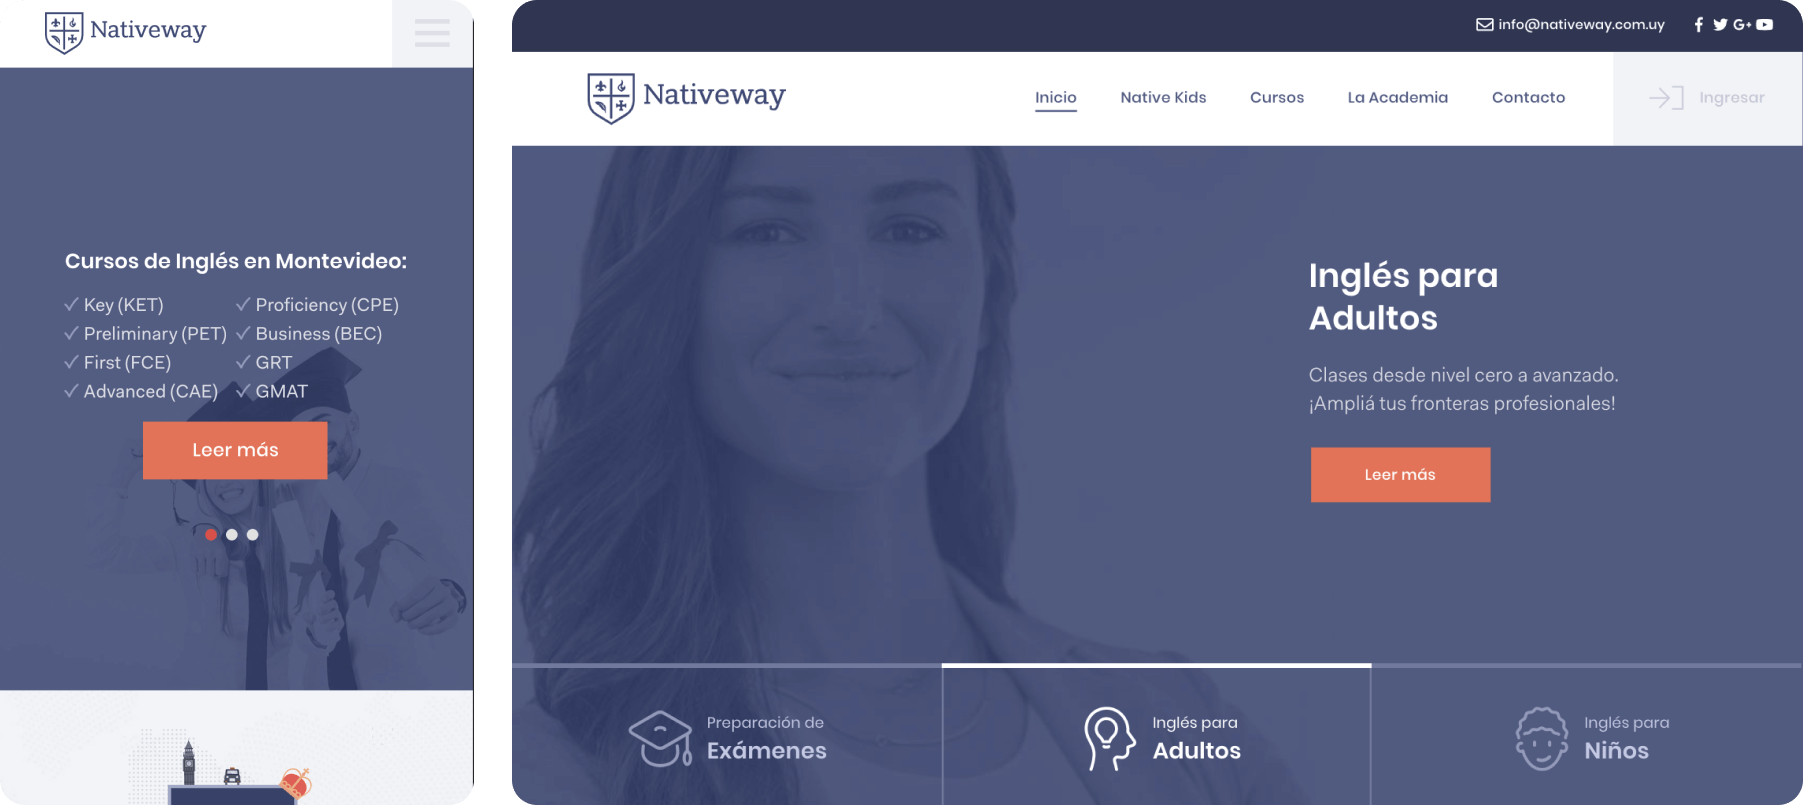 Nativeway
Cursos de Inglés en Montevideo:
Key (KET)
Proficiency (CPE)
Preliminary (PET)
Business (BEC)
First (FCE)
GRT
Advanced (CAE)
GMAT
Leer más
info@nativeway.com.uy
Nativeway
Inicio
Native Kids
Cursos
La Academia
Contacto
Ingresar
Inglés para
Adultos
Clases desde nivel cero a avanzado.
¡Ampliá tus fronteras profesionales!
Leer más
Preparación de
Exámenes
Inglés para
Adultos
Inglés para
Niños